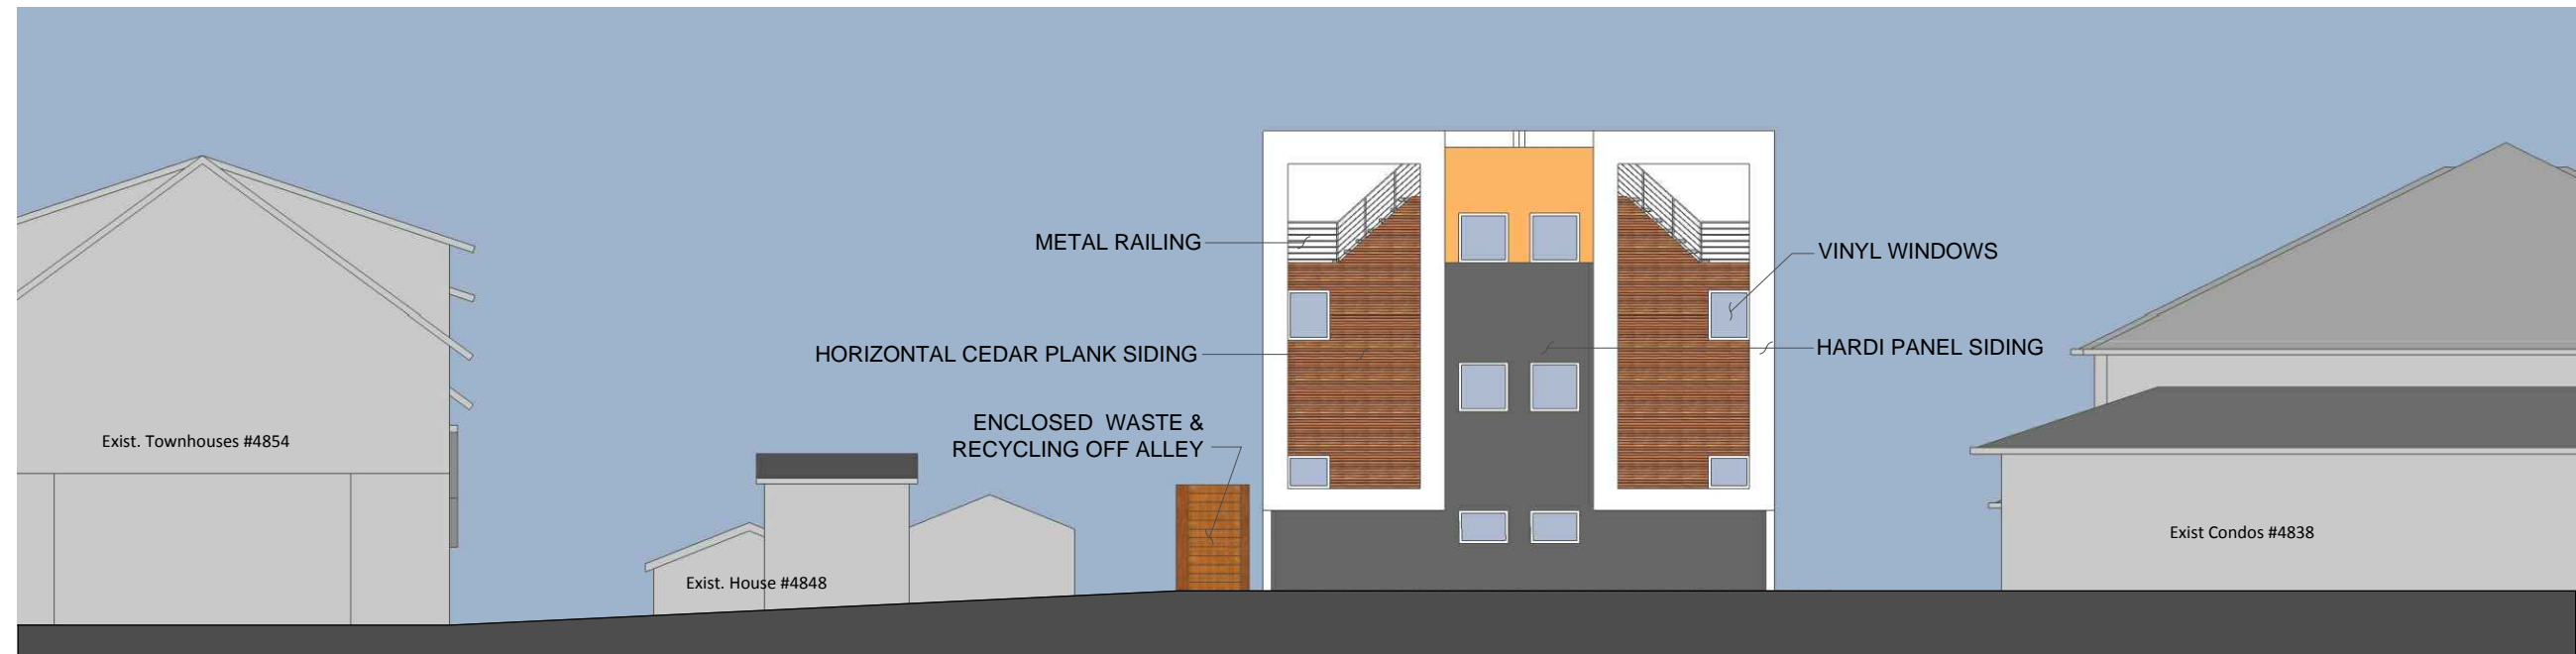 METAL RAILING
VINYL WINDOWS
HORIZONTAL CEDAR PLANK SIDING
HARDI PANEL SIDING
ENCLOSED WASTE &
RECYCLING OFF ALLEY
Exist. Townhouses #4854
Exist. House #4848
Exist Condos #4838